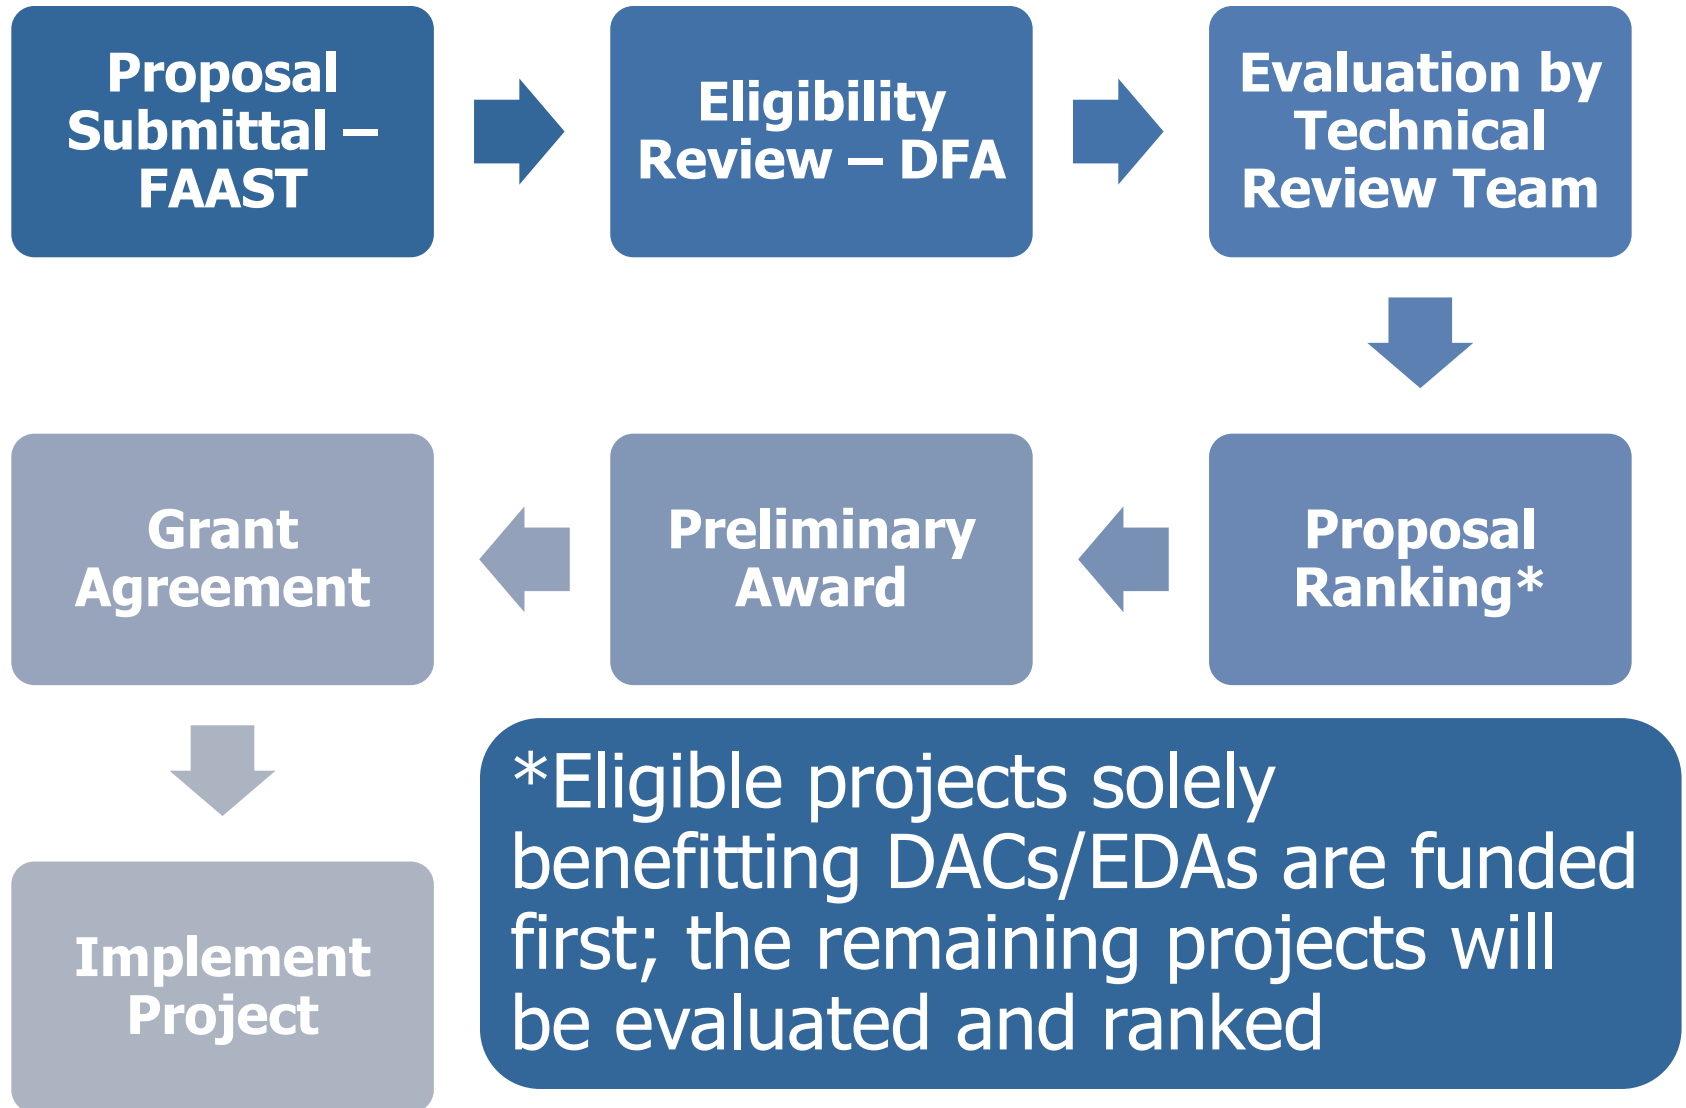 Proposal
Submittal –
FAAST
Eligibility
Review – DFA
Evaluation by
Technical
Review Team
Proposal
Ranking*
Preliminary
Award
Grant
Agreement
Implement
Project
*Eligible projects solely
benefitting DACs/EDAs are funded
first; the remaining projects will
be evaluated and ranked